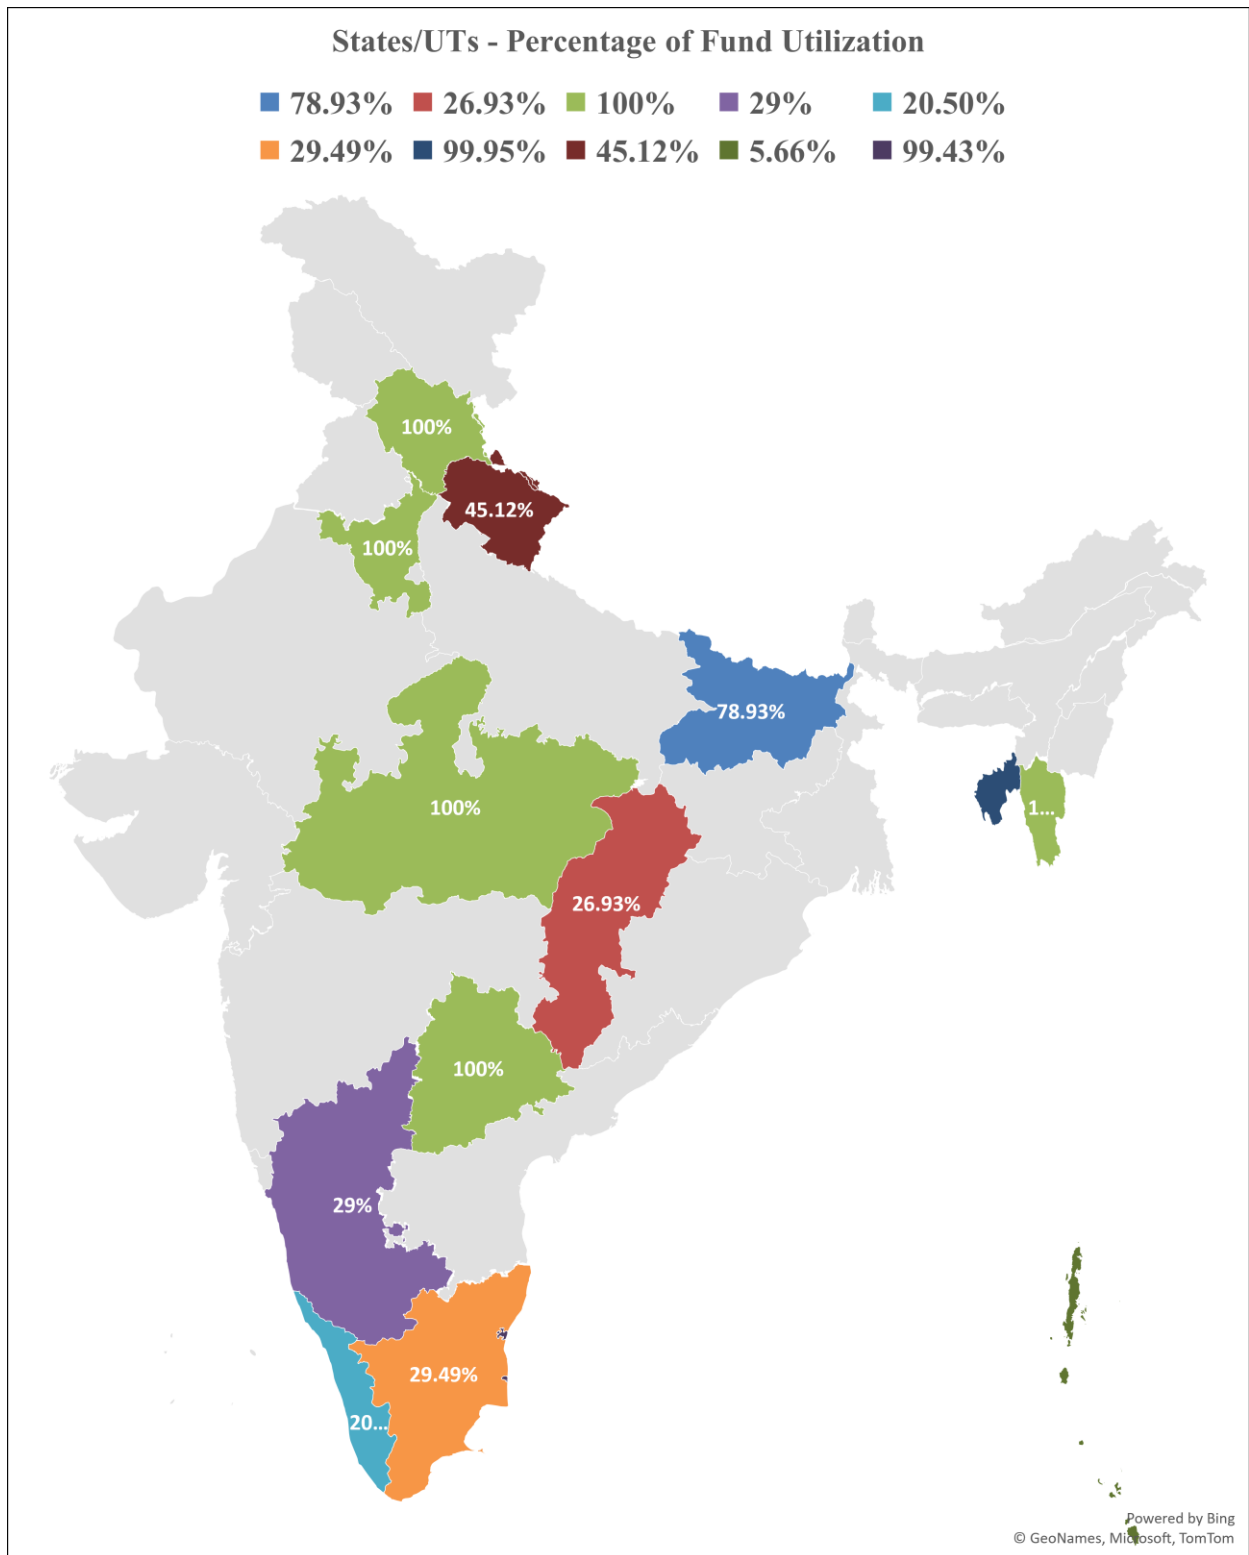 States/UTs - Percentage of Fund Utilization
78.93% 26.93% 100% 29% 20.50%
29.49% 99.95% 45.12% 5.66% 99.43%
100%
45.12%
100%
78.93%
100%
1...
26.93%
100%
29%
29.49%
20...
Powered by Bing
© GeoNames, Microsoft, TomTom